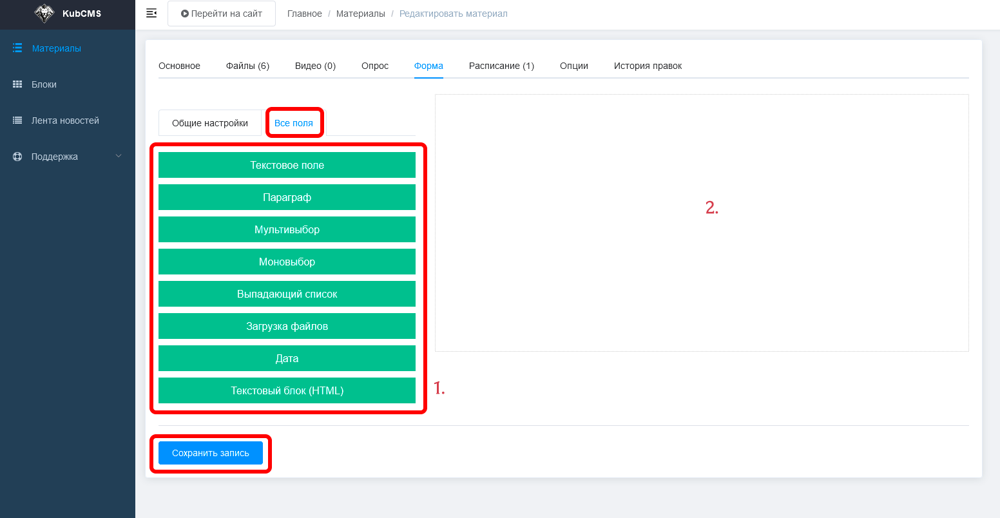 KubCMS
Перейти на сайт
Главное / Материалы / Редактировать материал
Материалы
Блоки
Лента новостей
Поддержка
Основное Файлы (6) Видео (0) Опрос Форма Расписание (1) Опции История правок
Общие настройки Все поля
Текстовое поле
Параграф
Мультивыбор
Моновыбор
Выпадающий список
Загрузка файлов
Дата
Текстовый блок (HTML)
1.
2.
Сохранить запись